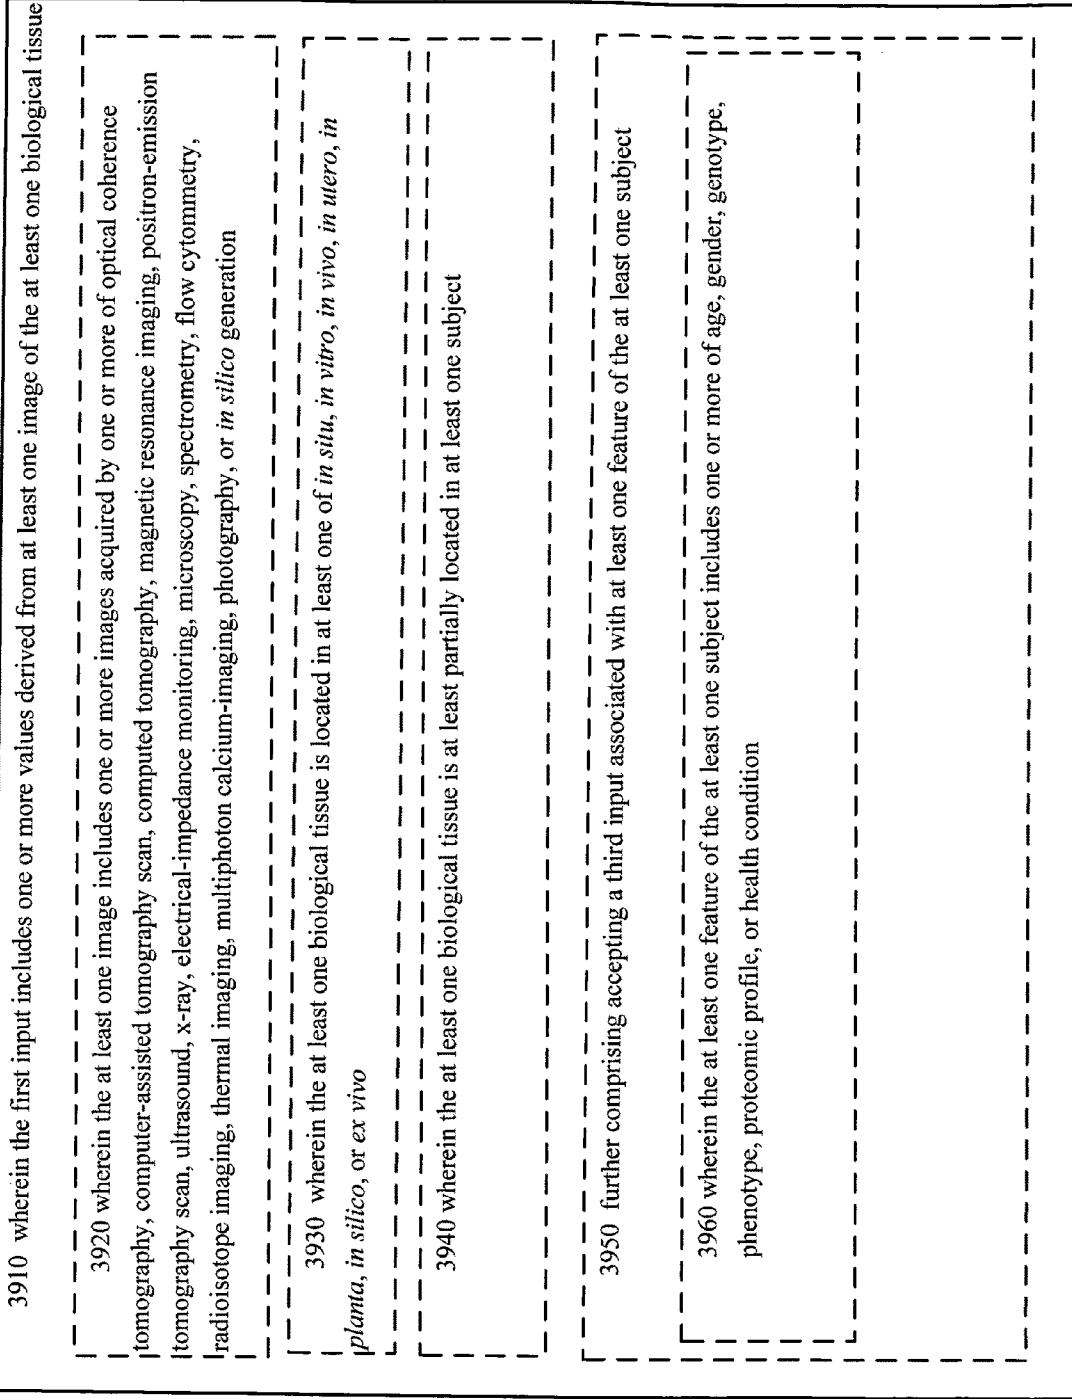 3910 wherein the first input includes one or more values derived from at least one image of the at least one biological tissue
3920 wherein the at least one image includes one or more images acquired by one or more of optical coherence
tomography, computer-assisted tomography scan, computed tomography, magnetic resonance imaging, positron-emission
tomography scan, ultrasound, x-ray, electrical-impedance monitoring, microscopy, spectrometry, flow cytommetry,
radioisotope imaging, thermal imaging, multiphoton calcium-imaging, photography, or in silico generation
3930 wherein the at least one biological tissue is located in at least one of in situ, in vitro, in vivo, in utero, in
planta, in silico, or ex vivo
3940 wherein the at least one biological tissue is at least partially located in at least one subject
3950 further comprising accepting a third input associated with at least one feature of the at least one subject
3960 wherein the at least one feature of the at least one subject includes one or more of age, gender, genotype,
phenotype, proteomic profile, or health condition